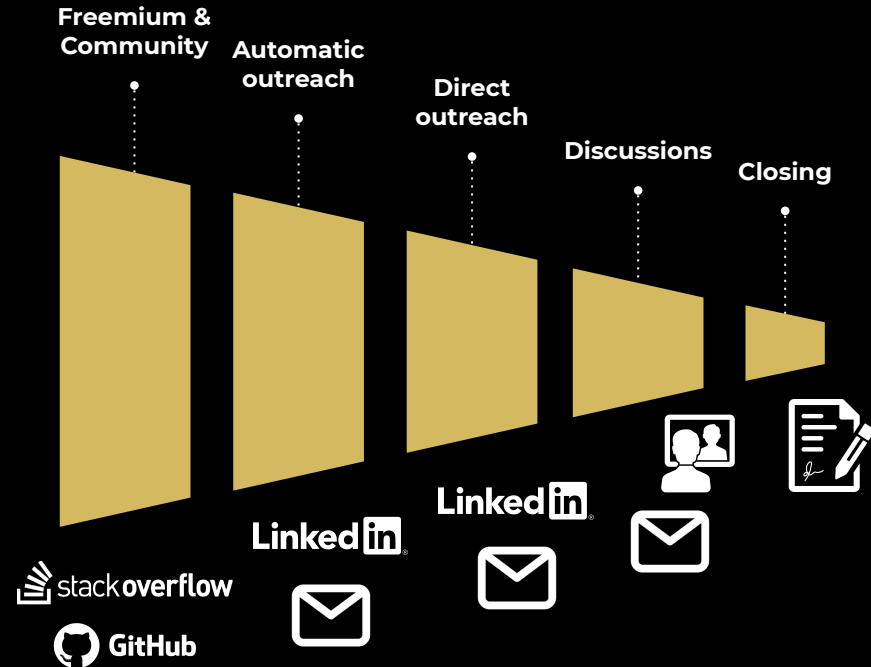 Freemium &
Community
Automatic
outreach
Direct
outreach
Discussions
Closing
LinkedIn
LinkedIn
stackoverflow
GitHub